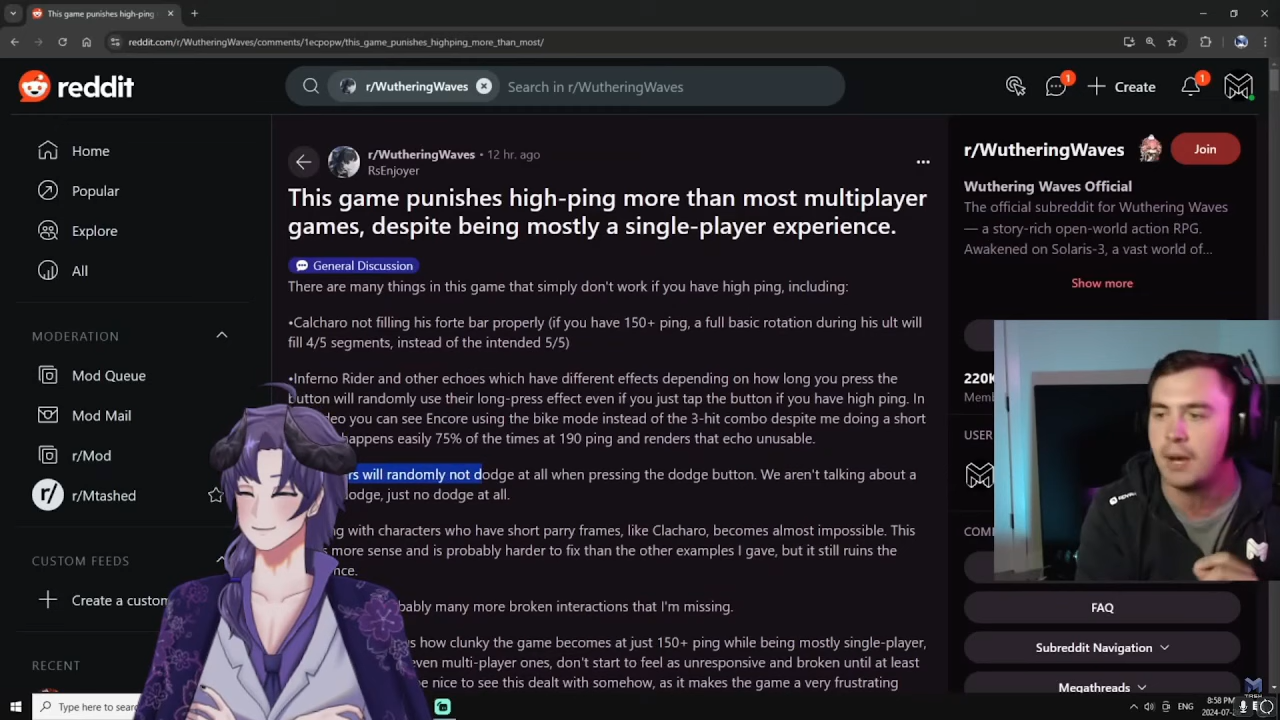 This game punishes high-ping
reddit.com/r/WutheringWaves/comments/1ecpopw/this_game_punishes_highping_more_than_most/
reddit
r/WutheringWaves
Search in r/WutheringWaves
1
Create
1
Home
Popular
Explore
All
MODERATION
Mod Queue
Mod Mail
r/Mod
r/
r/Mtashed
CUSTOM FEEDS
Create a custom
RECENT
r/WutheringWaves • 12 hr. ago
RsEnjoyer
This game punishes high-ping more than most multiplayer
games, despite being mostly a single-player experience.
General Discussion
There are many things in this game that simply don't work if you have high ping, including:
•Calcharo not filling his forte bar properly (if you have 150+ ping, a full basic rotation during his ult will
fill 4/5 segments, instead of the intended 5/5)
•Inferno Rider and other echoes which have different effects depending on how long you press the
button will randomly use their long-press effect even if you just tap the button if you have high ping. In
you can see Encore using the bike mode instead of the 3-hit combo despite me doing a short
happens easily 75% of the times at 190 ping and renders that echo unusable.
will randomly not dodge at all when pressing the dodge button. We aren't talking about a
just no dodge at all.
with characters who have short parry frames, like Clacharo, becomes almost impossible. This
more sense and is probably harder to fix than the other examples I gave, but it still ruins the
many more broken interactions that I'm missing.
how clunky the game becomes at just 150+ ping while being mostly single-player,
even multi-player ones, don't start to feel as unresponsive and broken until at least
nice to see this dealt with somehow, as it makes the game a very frustrating
r/WutheringWaves
Join
Wuthering Waves Official
The official subreddit for Wuthering Waves
— a story-rich open-world action RPG.
Awakened on Solaris-3, a vast world of...
Show more
220K
USER
FAQ
Subreddit Navigation
Megathreads
Type here to searc
ENG
8:58 PM